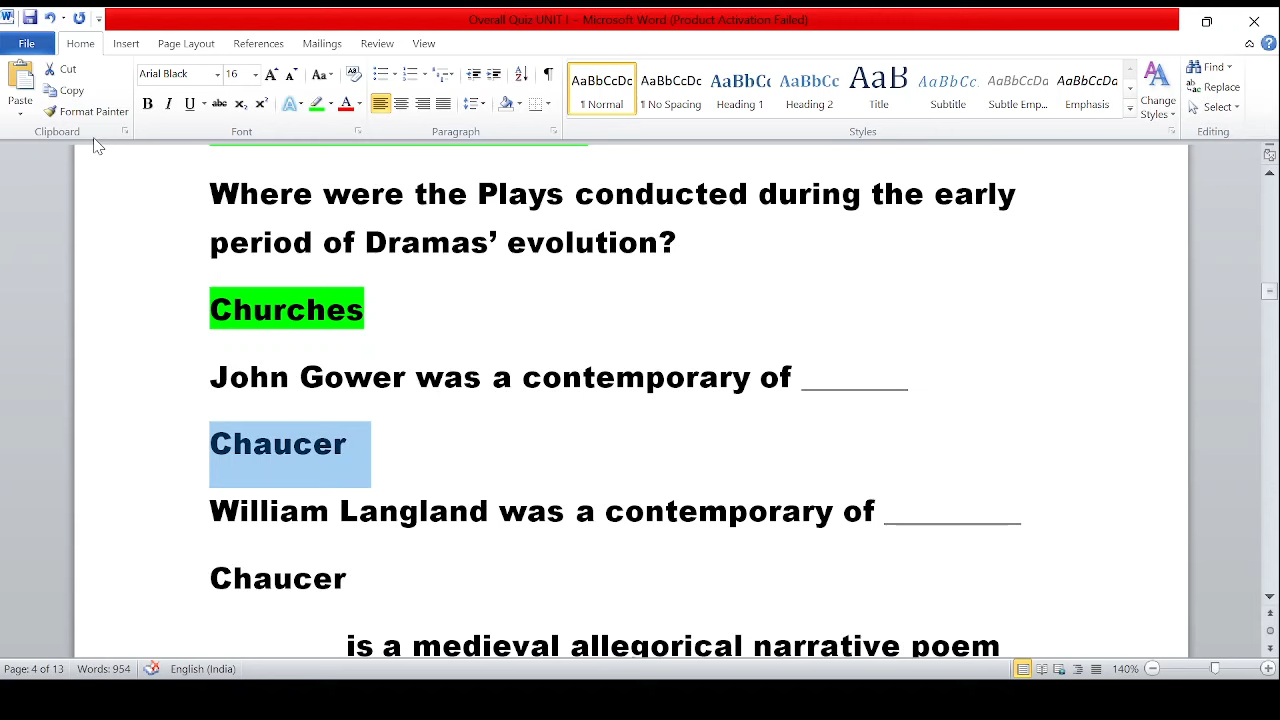 Overall Quiz UNIT I - Microsoft Word (Product Activation Failed)
File Home Insert Page Layout References Mailings Review View
Paste
Cut
Copy
Format Painter
Clipboard
Arial Black 16
Font
Paragraph
AaBbCcDc AaBbCcDc AaBbCc AaBbCc AaB AaBbCc. AaBbCcDc AaBbCcDc
¶ Normal ¶ No Spacing Heading 1 Heading 2 Title Subtitle Subtle Em... Emphasis
Change Styles
Styles
Find
Replace
Select
Editing
Where were the Plays conducted during the early
period of Dramas’ evolution?
Churches
John Gower was a contemporary of ________
Chaucer
William Langland was a contemporary of __________
Chaucer
is a medieval allegorical narrative poem
Page: 4 of 13 Words: 954 English (India) 140%